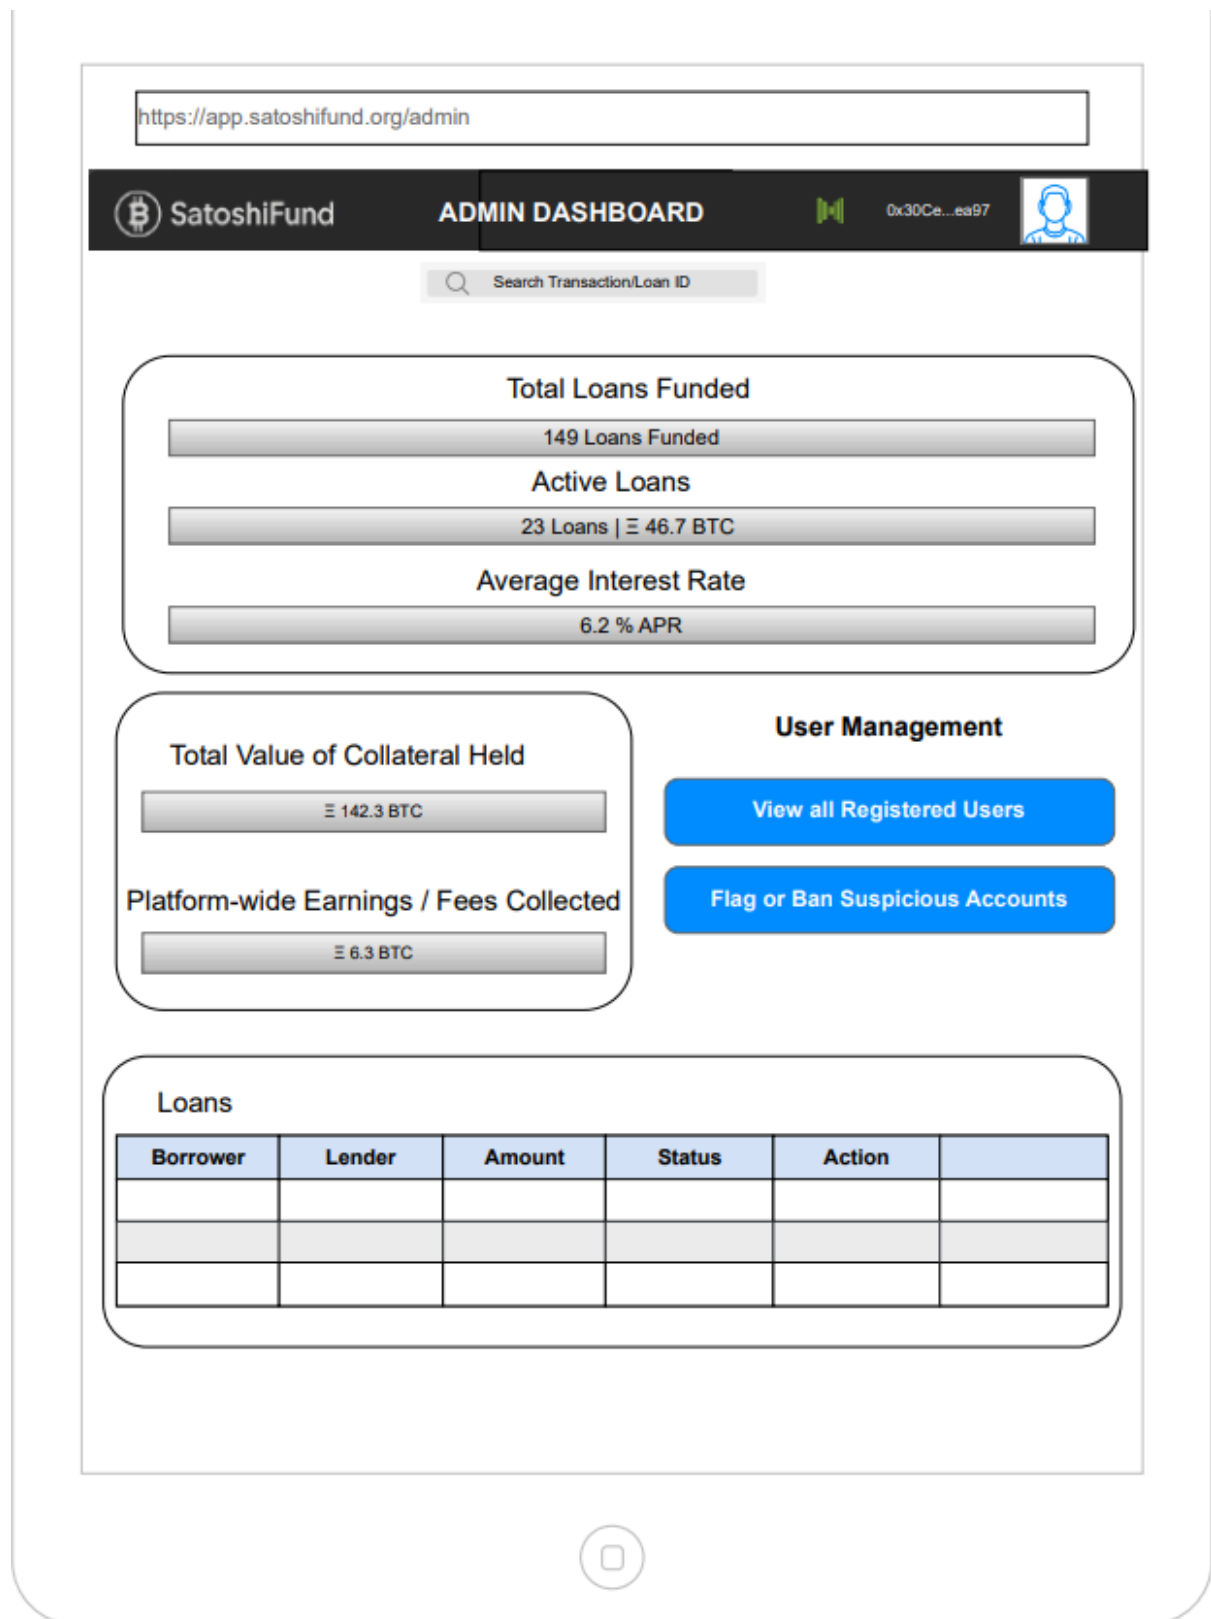 https://app.satoshifund.org/admin
SatoshiFund ADMIN DASHBOARD 0x30Ce...ea97
Search Transaction/Loan ID
Total Loans Funded
149 Loans Funded
Active Loans
23 Loans | Ξ 46.7 BTC
Average Interest Rate
6.2 % APR
Total Value of Collateral Held
Ξ 142.3 BTC
Platform-wide Earnings / Fees Collected
Ξ 6.3 BTC
User Management
View all Registered Users
Flag or Ban Suspicious Accounts
Loans
Borrower Lender Amount Status Action